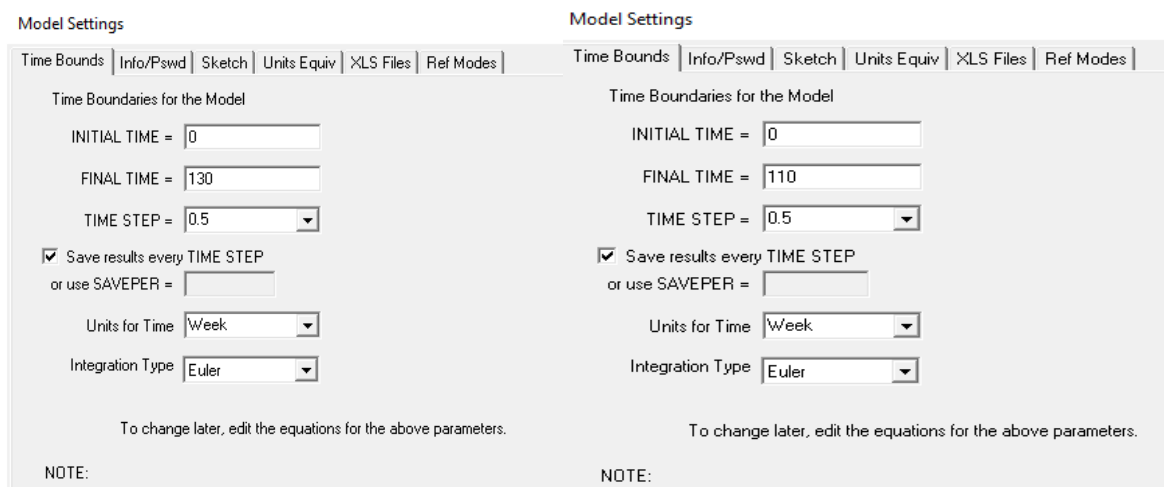 Model Settings
Time Bounds Info/Pswd Sketch Units Equiv XLS Files Ref Modes
Time Boundaries for the Model
INITIAL TIME = 0
FINAL TIME = 130
TIME STEP = 0.5
Save results every TIME STEP
or use SAVEPER =
Units for Time Week
Integration Type Euler
To change later, edit the equations for the above parameters.
NOTE:
Model Settings
Time Bounds Info/Pswd Sketch Units Equiv XLS Files Ref Modes
Time Boundaries for the Model
INITIAL TIME = 0
FINAL TIME = 110
TIME STEP = 0.5
Save results every TIME STEP
or use SAVEPER =
Units for Time Week
Integration Type Euler
To change later, edit the equations for the above parameters.
NOTE: